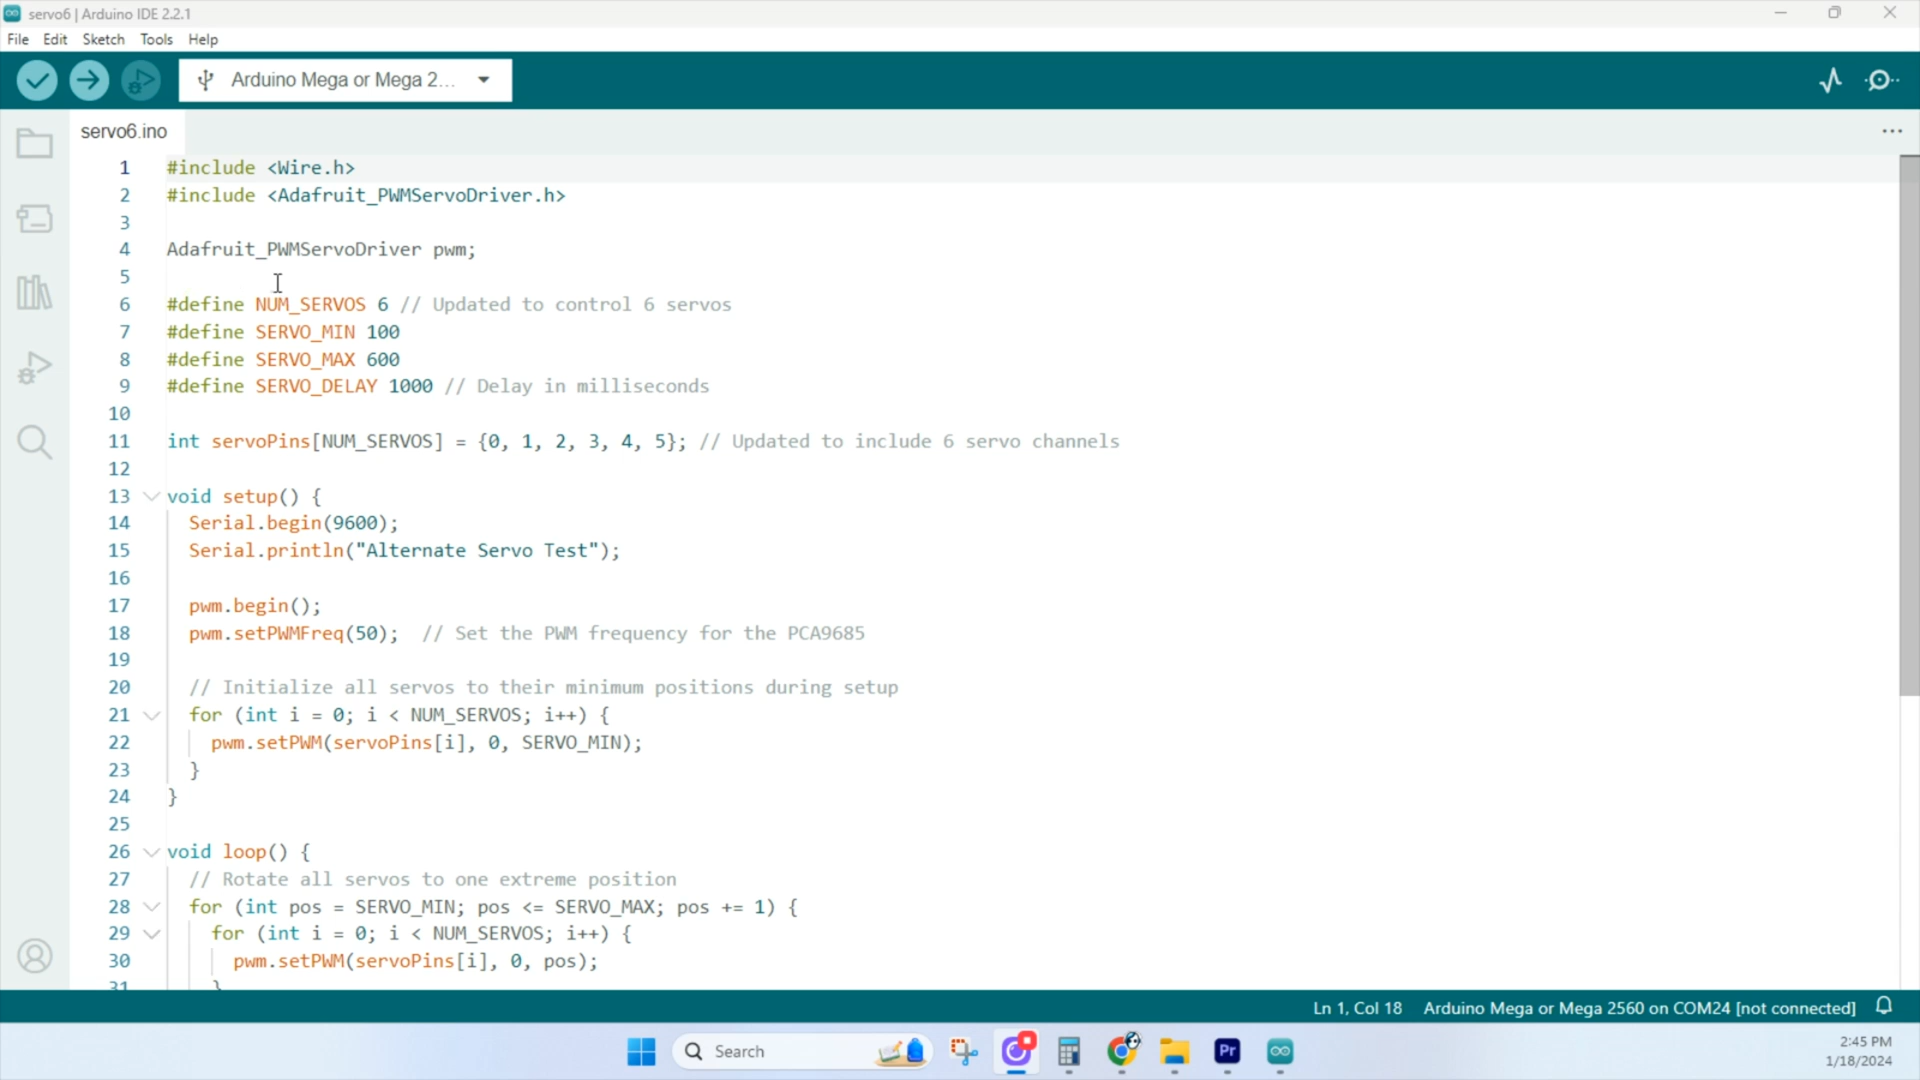 servo6 | Arduino IDE 2.2.1
File Edit Sketch Tools Help
Arduino Mega or Mega 2...
servo6.ino
1 #include <Wire.h>
2 #include <Adafruit_PWMServoDriver.h>
3
4 Adafruit_PWMServoDriver pwm;
5
6 #define NUM_SERVOS 6 // Updated to control 6 servos
7 #define SERVO_MIN 100
8 #define SERVO_MAX 600
9 #define SERVO_DELAY 1000 // Delay in milliseconds
10
11 int servoPins[NUM_SERVOS] = {0, 1, 2, 3, 4, 5}; // Updated to include 6 servo channels
12
13 void setup() {
14 Serial.begin(9600);
15 Serial.println("Alternate Servo Test");
16
17 pwm.begin();
18 pwm.setPWMFreq(50); // Set the PWM frequency for the PCA9685
19
20 // Initialize all servos to their minimum positions during setup
21 for (int i = 0; i < NUM_SERVOS; i++) {
22 pwm.setPWM(servoPins[i], 0, SERVO_MIN);
23 }
24 }
25
26 void loop() {
27 // Rotate all servos to one extreme position
28 for (int pos = SERVO_MIN; pos <= SERVO_MAX; pos += 1) {
29 for (int i = 0; i < NUM_SERVOS; i++) {
30 pwm.setPWM(servoPins[i], 0, pos);
31 }
Ln 1, Col 18 Arduino Mega or Mega 2560 on COM24 [not connected]
Search
Pr
2:45 PM
1/18/2024